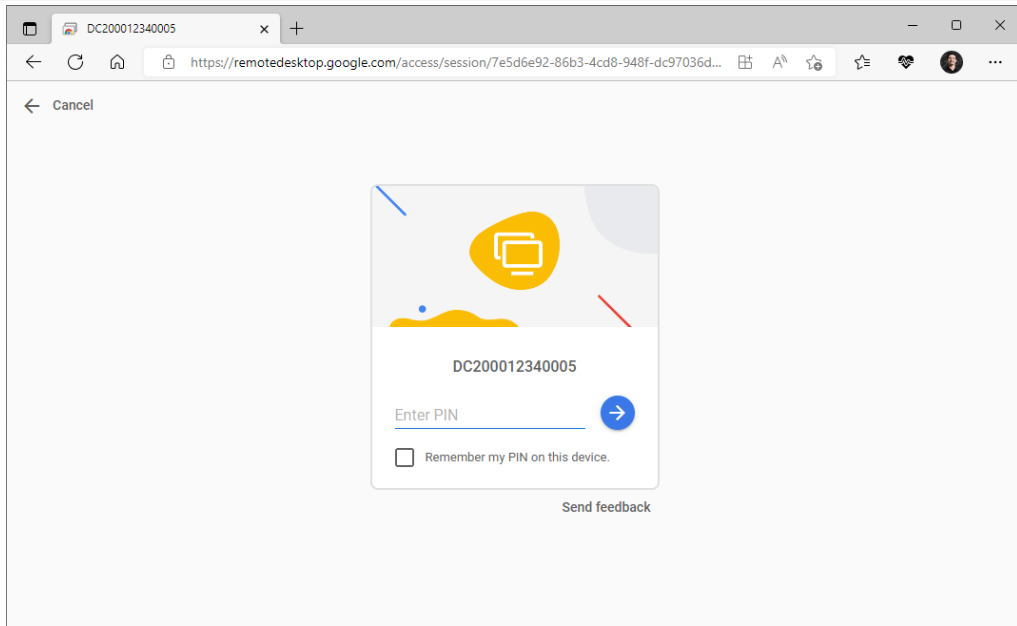 DC200012340005
https://remotedesktop.google.com/access/session/7e5d6e92-86b3-4cd8-948f-dc97036d...
Cancel
DC200012340005
Enter PIN
Remember my PIN on this device.
Send feedback